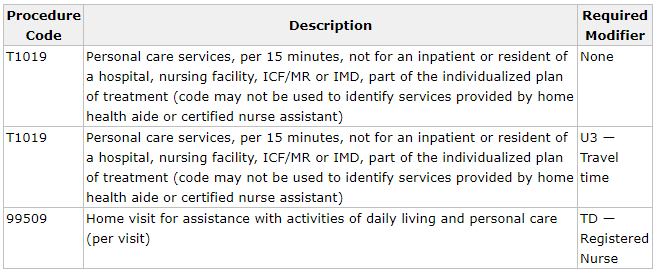 Procedure Code Description Required Modifier
T1019 Personal care services, per 15 minutes, not for an inpatient or resident of None
a hospital, nursing facility, ICF/MR or IMD, part of the individualized plan
of treatment (code may not be used to identify services provided by home
health aide or certified nurse assistant)
T1019 Personal care services, per 15 minutes, not for an inpatient or resident of U3 —
a hospital, nursing facility, ICF/MR or IMD, part of the individualized plan Travel
of treatment (code may not be used to identify services provided by home time
health aide or certified nurse assistant)
99509 Home visit for assistance with activities of daily living and personal care TD —
(per visit) Registered
Nurse